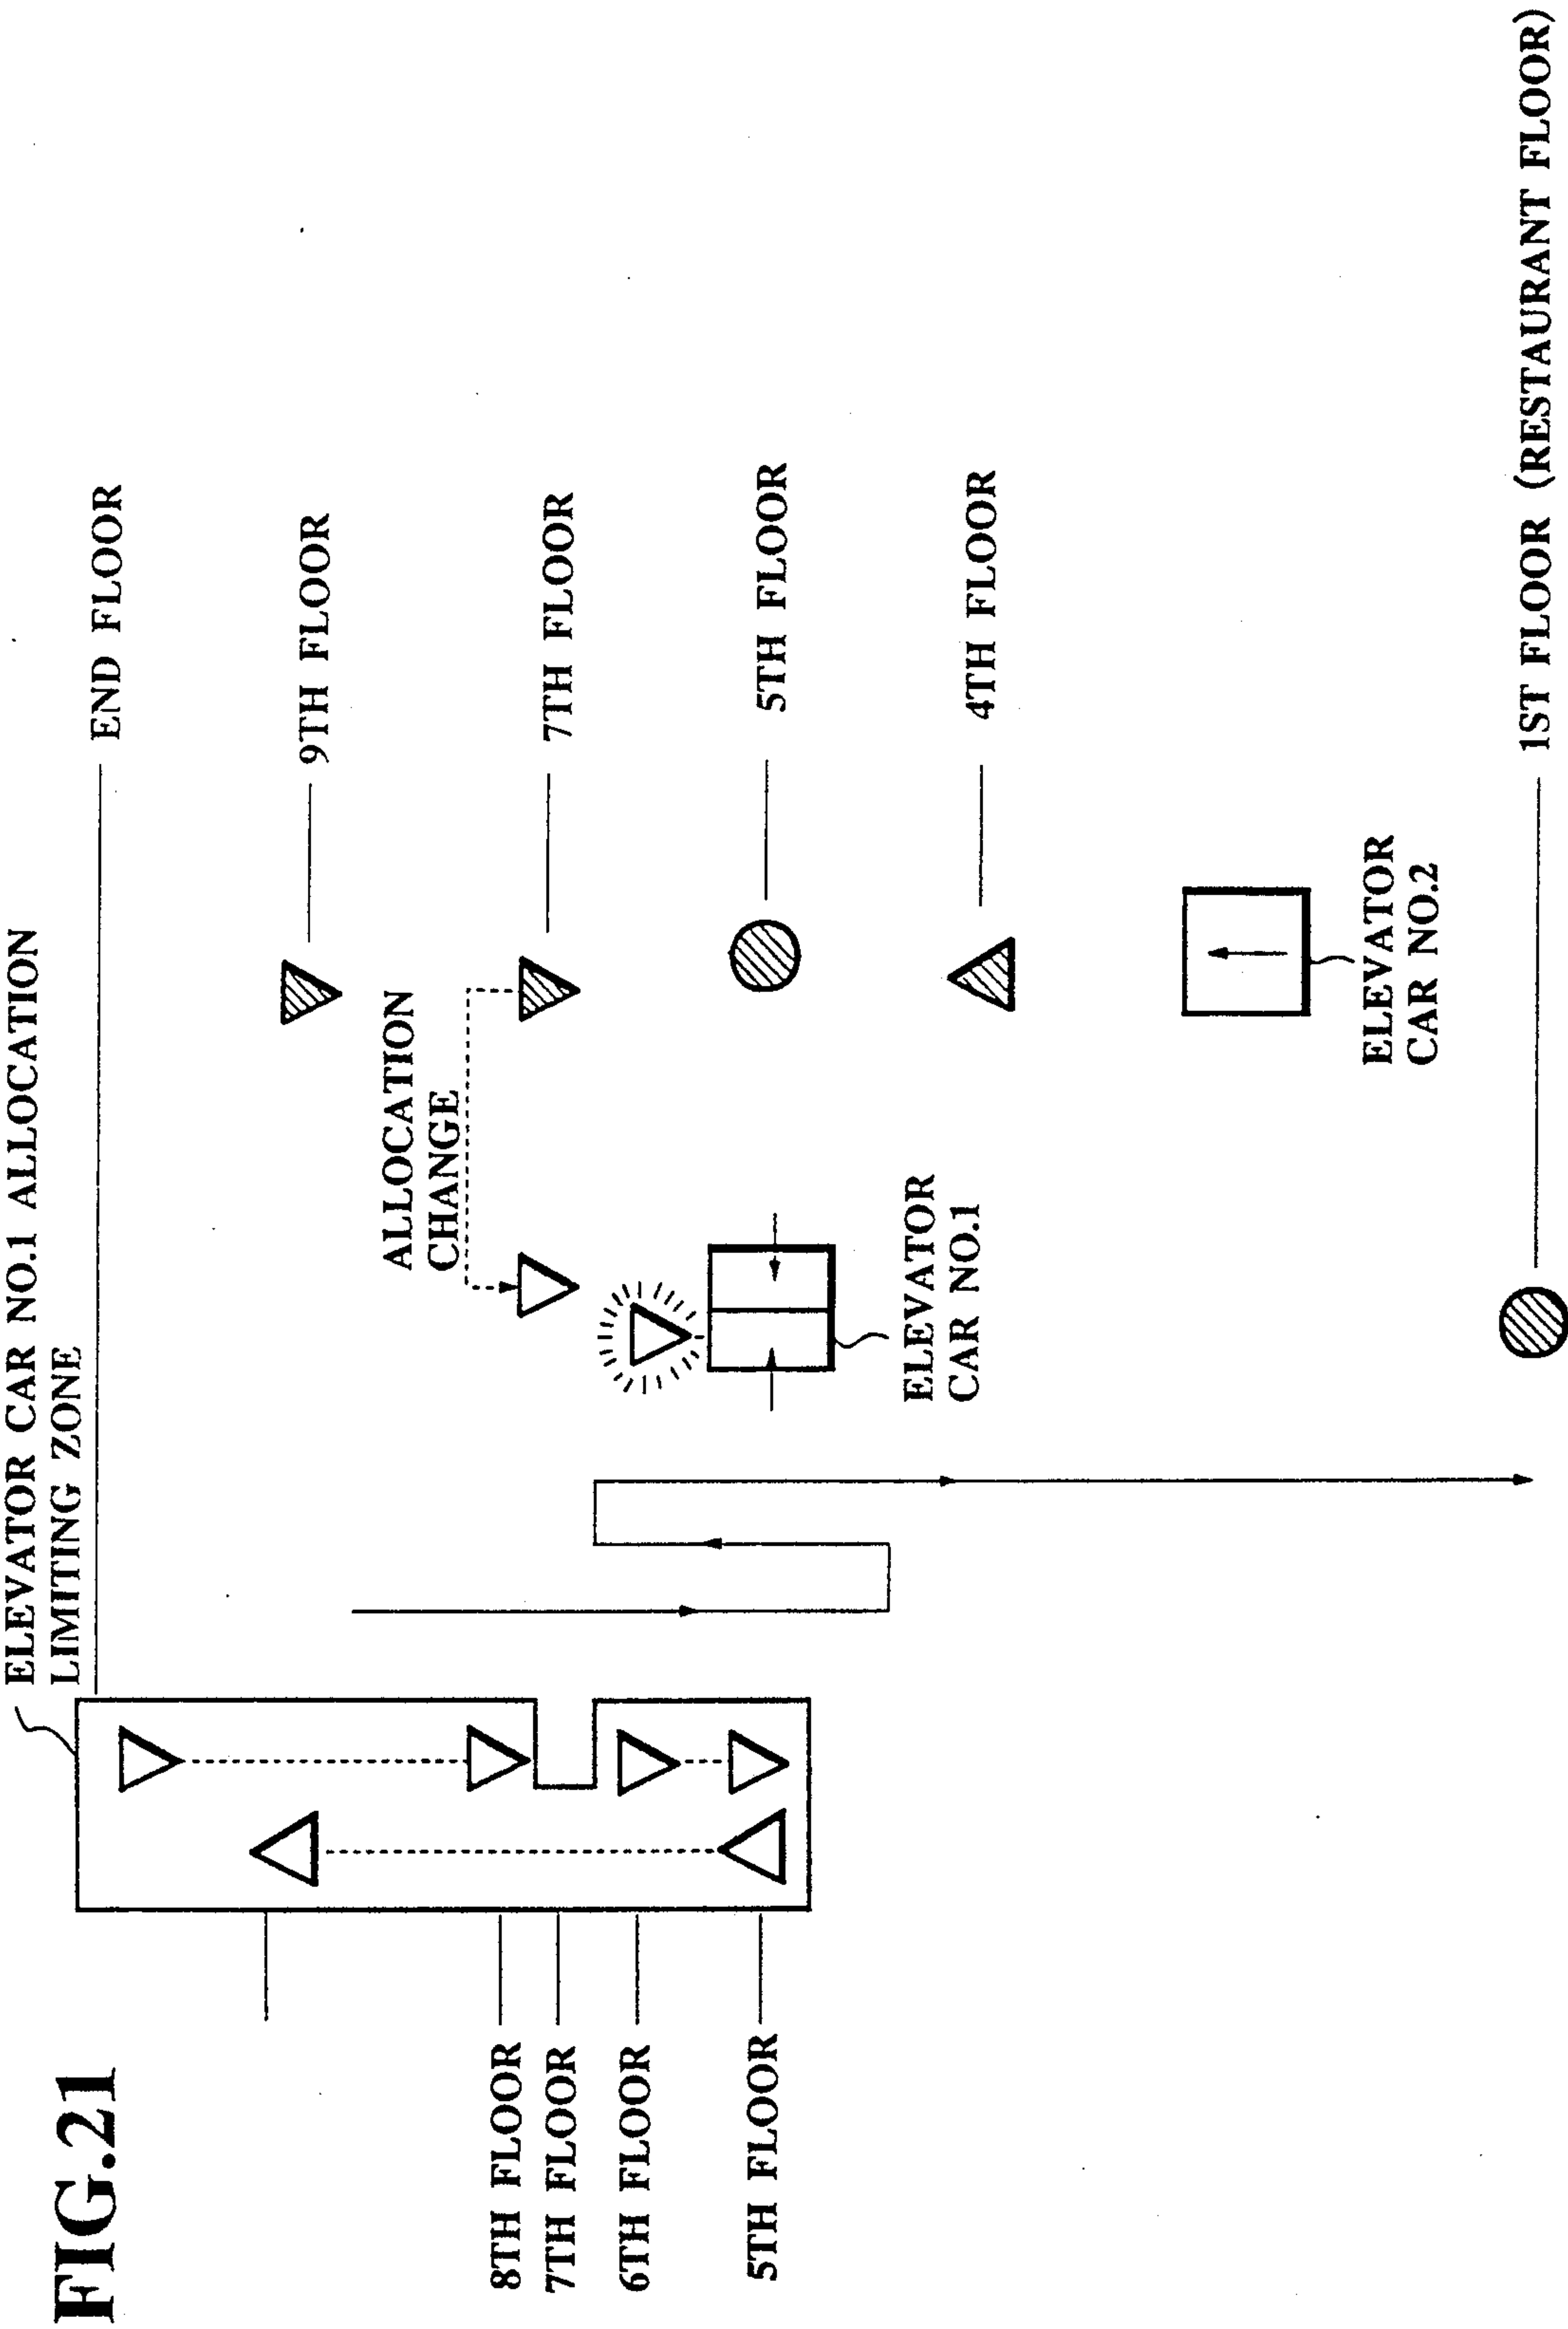 FIG.21
ELEVATOR CAR NO.1 ALLOCATION
LIMITING ZONE
END FLOOR
9TH FLOOR
ALLOCATION
CHANGE
8TH FLOOR
7TH FLOOR
7TH FLOOR
6TH FLOOR
5TH FLOOR
5TH FLOOR
ELEVATOR
CAR NO.1
4TH FLOOR
ELEVATOR
CAR NO.2
1ST FLOOR (RESTAURANT FLOOR)